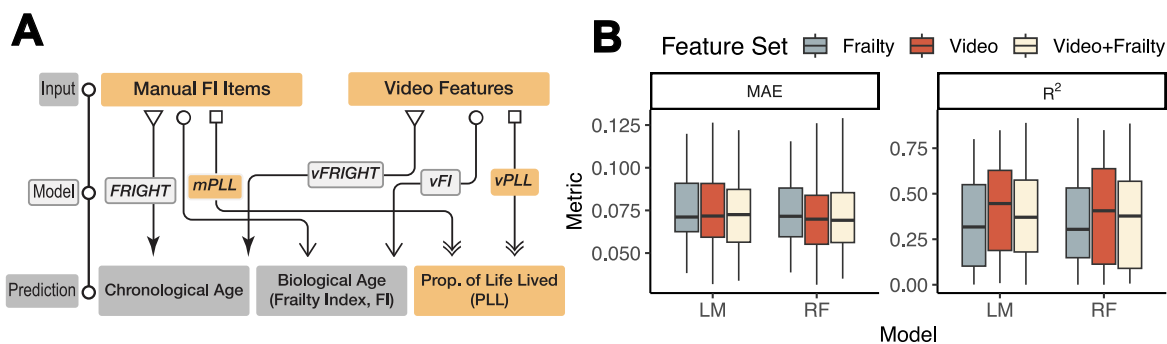 A
Input
Manual FI Items
Video Features
Model
FRIGHT
mPLL
vFRIGHT
vFI
vPLL
Prediction
Chronological Age
Biological Age
(Frailty Index, FI)
Prop. of Life Lived
(PLL)
B
Feature Set
Frailty
Video
Video+Frailty
MAE
R²
Metric
0.125
0.100
0.075
0.050
0.75
0.50
0.25
0.00
LM
RF
LM
RF
Model